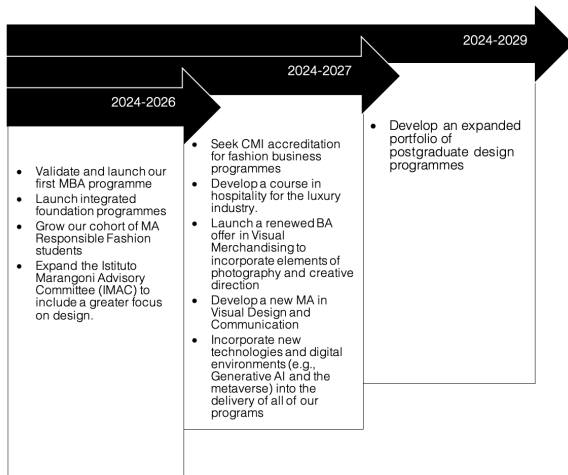 2024-2026
• Validate and launch our
first MBA programme
• Launch integrated
foundation programmes
• Grow our cohort of MA
Responsible Fashion
students
• Expand the Istituto
Marangoni Advisory
Committee (IMAC) to
include a greater focus
on design.
2024-2027
• Seek CMI accreditation
for fashion business
programmes
• Develop a course in
hospitality for the luxury
industry.
• Launch a renewed BA
offer in Visual
Merchandising to
incorporate elements of
photography and creative
direction
• Develop a new MA in
Visual Design and
Communication
• Incorporate new
technologies and digital
environments (e.g.,
Generative AI and the
metaverse) into the
delivery of all of our
programs
2024-2029
• Develop an expanded
portfolio of
postgraduate design
programmes